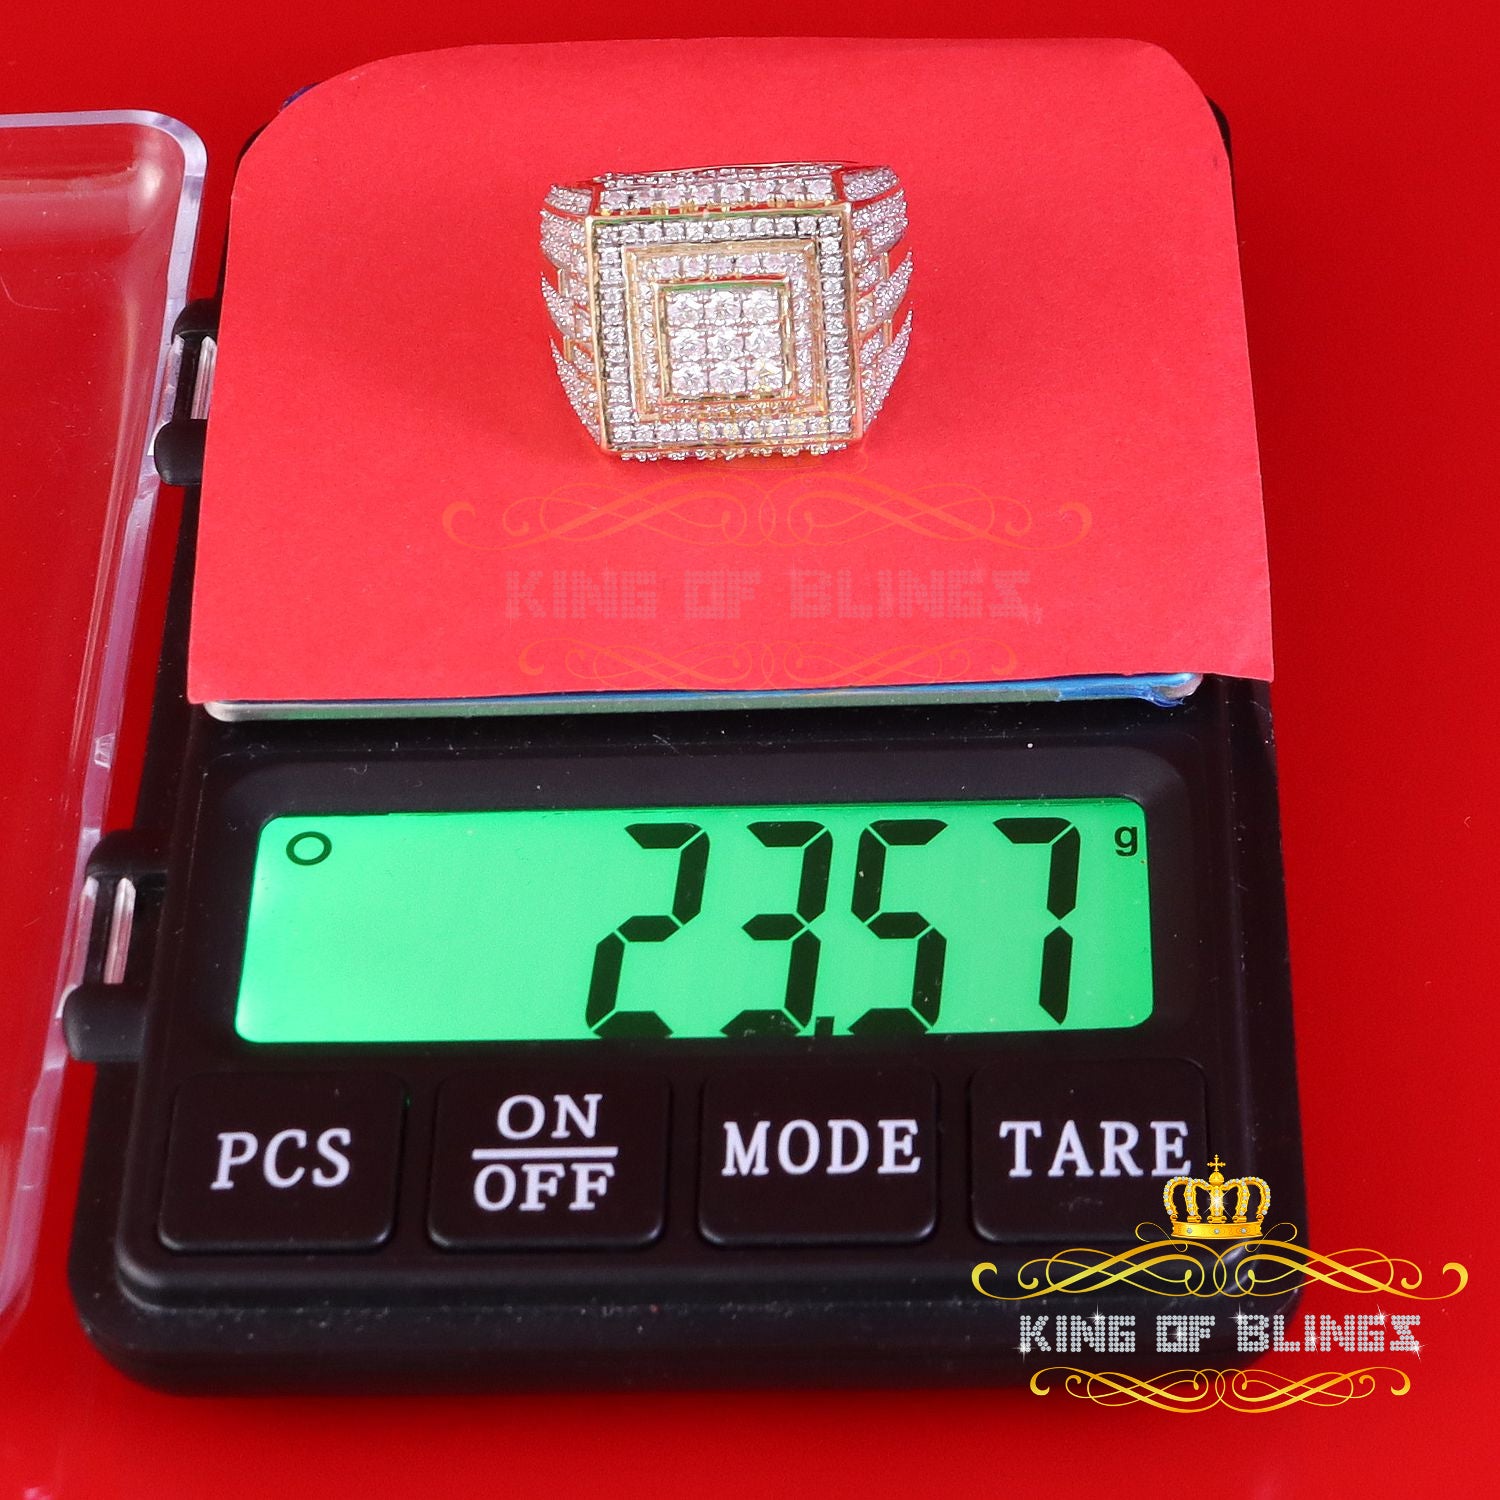 KING OF BLINGS
O
23.57 g
PCS
ON
OFF
MODE
TARE
KING OF BLINGS